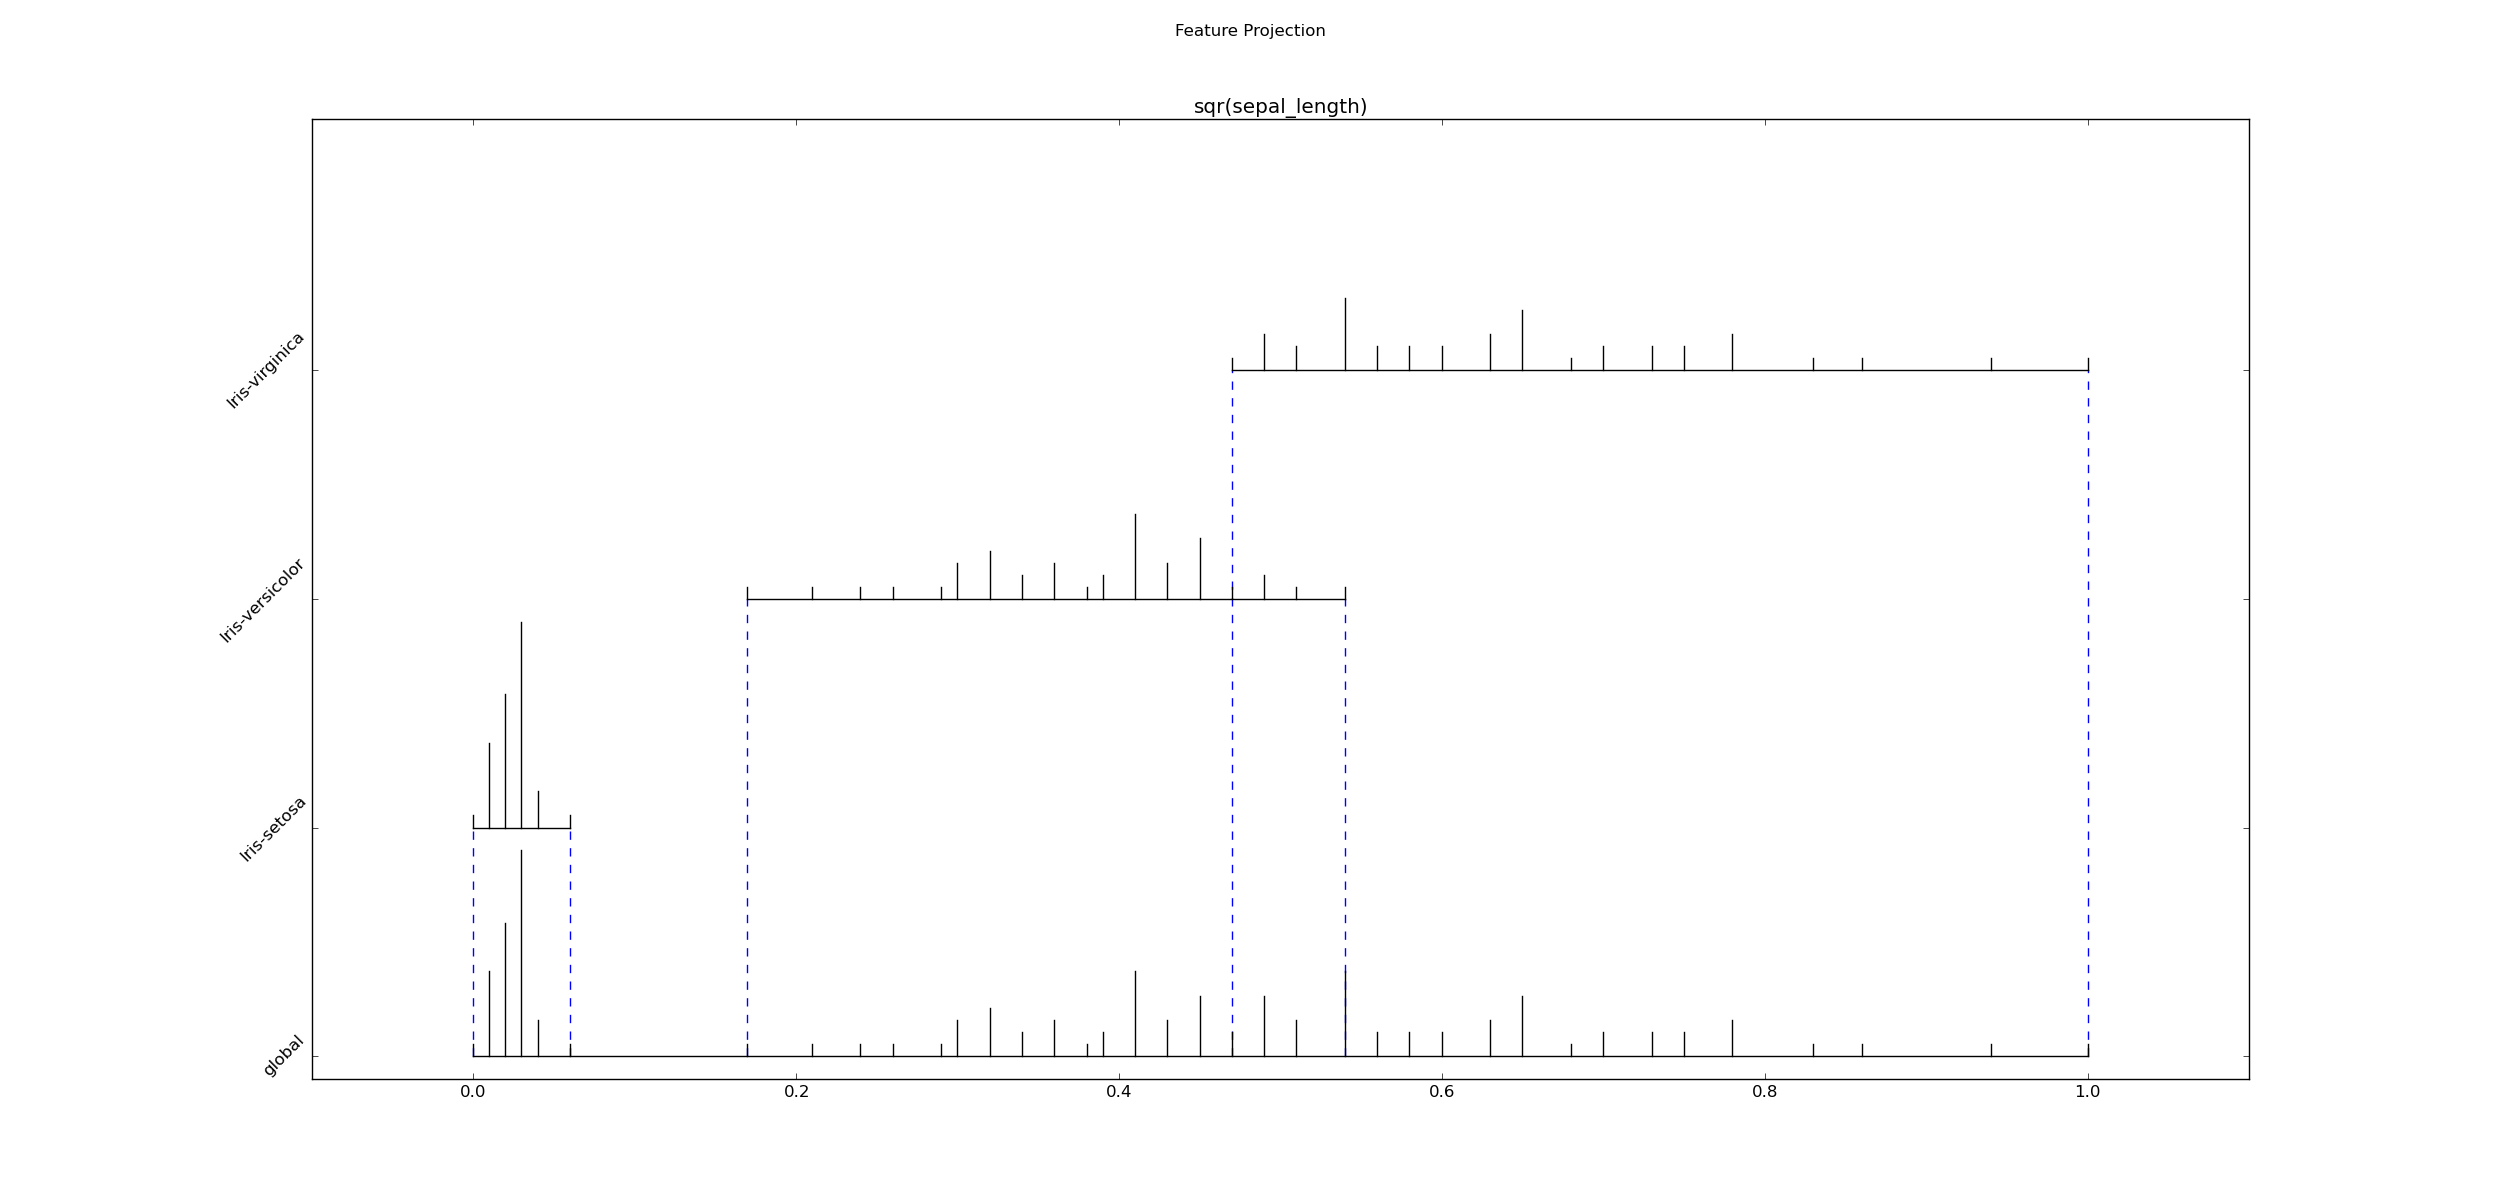 Feature Projection
sqr(sepal_length)
Iris-virginica
Iris-versicolor
Iris-setosa
global
0.0 0.2 0.4 0.6 0.8 1.0